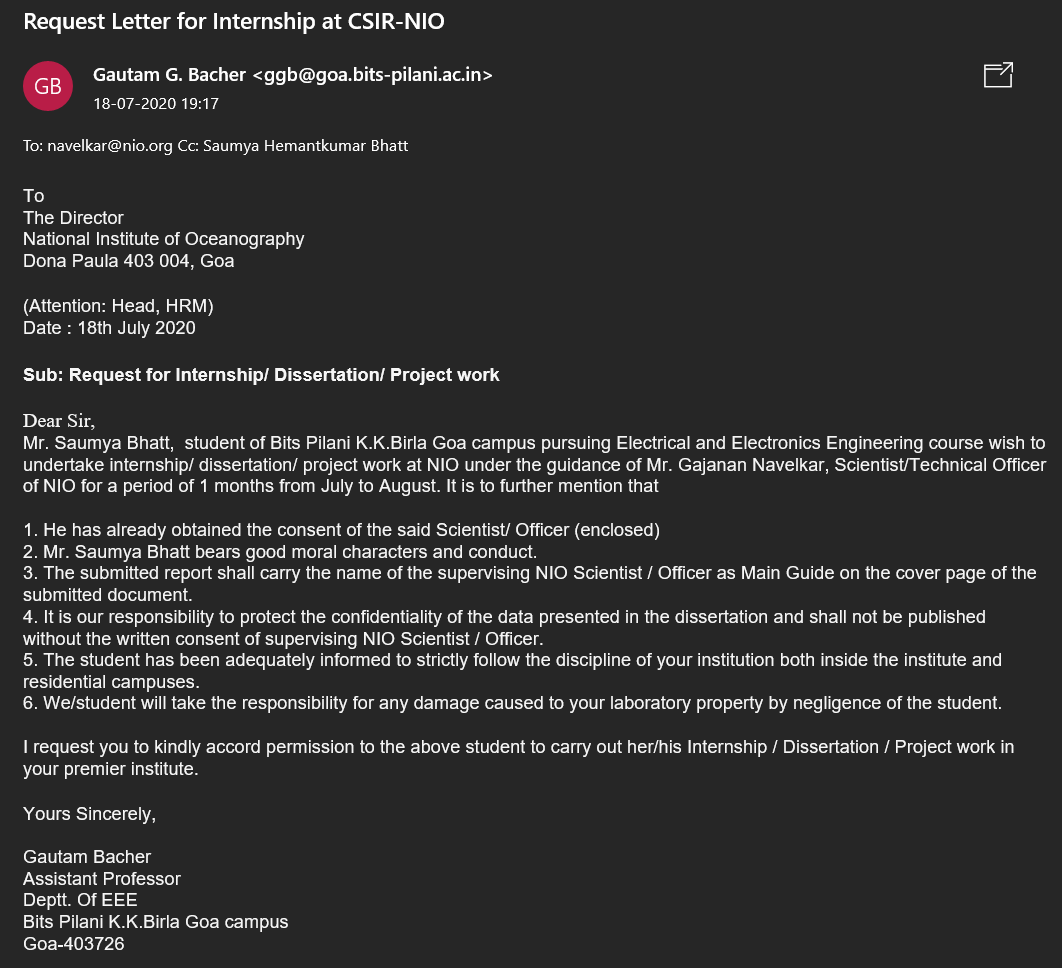 Request Letter for Internship at CSIR-NIO
GB
Gautam G. Bacher <ggb@goa.bits-pilani.ac.in>
18-07-2020 19:17
To: navelkar@nio.org Cc: Saumya Hemantkumar Bhatt
To
The Director
National Institute of Oceanography
Dona Paula 403 004, Goa
(Attention: Head, HRM)
Date : 18th July 2020
Sub: Request for Internship/ Dissertation/ Project work
Dear Sir,
Mr. Saumya Bhatt,  student of Bits Pilani K.K.Birla Goa campus pursuing Electrical and Electronics Engineering course wish to
undertake internship/ dissertation/ project work at NIO under the guidance of Mr. Gajanan Navelkar, Scientist/Technical Officer
of NIO for a period of 1 months from July to August. It is to further mention that
1. He has already obtained the consent of the said Scientist/ Officer (enclosed)
2. Mr. Saumya Bhatt bears good moral characters and conduct.
3. The submitted report shall carry the name of the supervising NIO Scientist / Officer as Main Guide on the cover page of the
submitted document.
4. It is our responsibility to protect the confidentiality of the data presented in the dissertation and shall not be published
without the written consent of supervising NIO Scientist / Officer.
5. The student has been adequately informed to strictly follow the discipline of your institution both inside the institute and
residential campuses.
6. We/student will take the responsibility for any damage caused to your laboratory property by negligence of the student.
I request you to kindly accord permission to the above student to carry out her/his Internship / Dissertation / Project work in
your premier institute.
Yours Sincerely,
Gautam Bacher
Assistant Professor
Deptt. Of EEE
Bits Pilani K.K.Birla Goa campus
Goa-403726